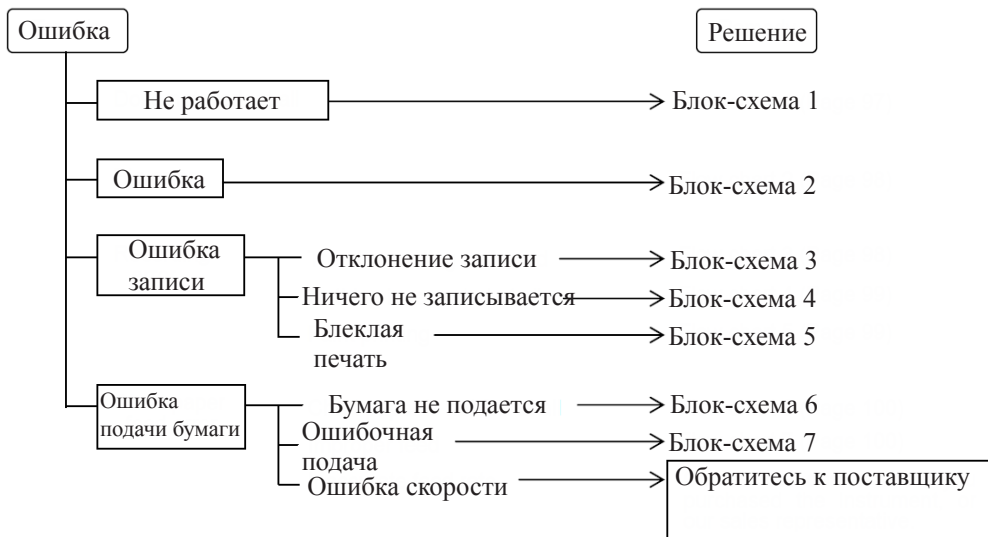 Ошибка
Решение
Не работает
Блок-схема 1
Ошибка
Блок-схема 2
Ошибка
записи
Отклонение записи
Блок-схема 3
Ничего не записывается
Блок-схема 4
Блеклая
печать
Блок-схема 5
Ошибка
подачи бумаги
Бумага не подается
Блок-схема 6
Ошибочная
подача
Блок-схема 7
Ошибка скорости
Обратитесь к поставщику